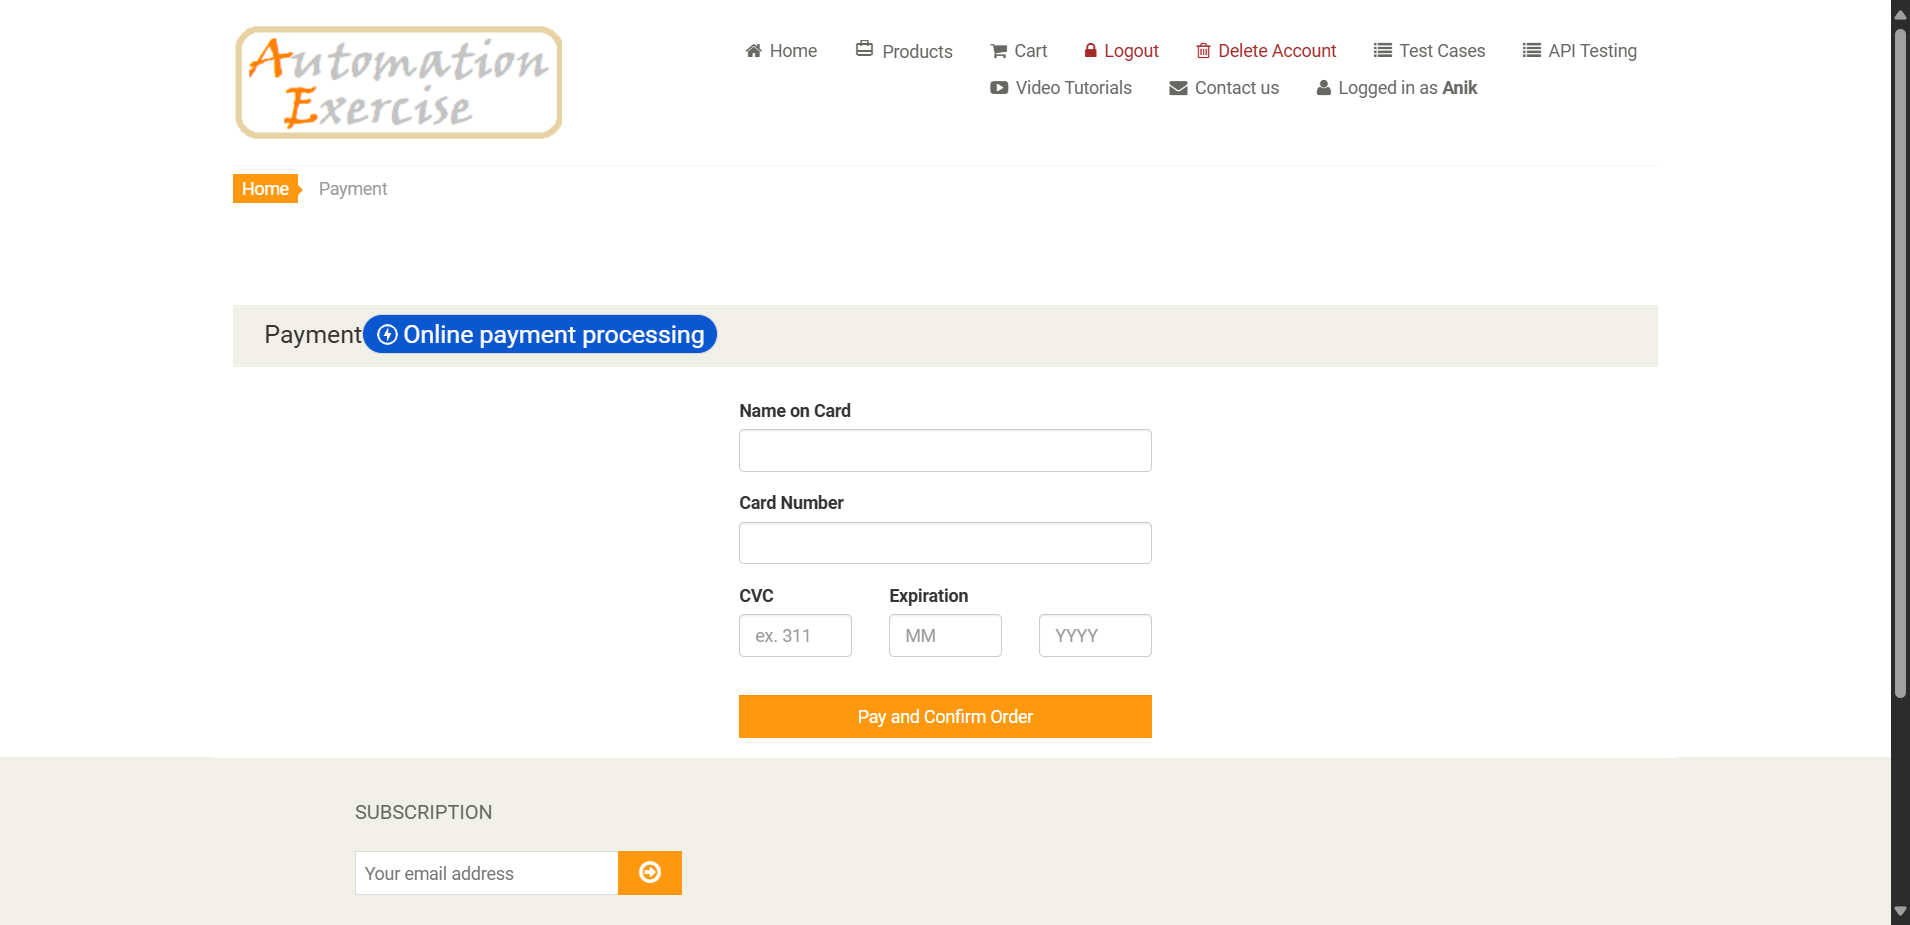 Automation
Exercise
Home Products Cart Logout Delete Account Test Cases API Testing
Video Tutorials Contact us Logged in as Anik
Home Payment
Payment Online payment processing
Name on Card
Card Number
CVC Expiration
ex. 311 MM YYYY
Pay and Confirm Order
SUBSCRIPTION
Your email address